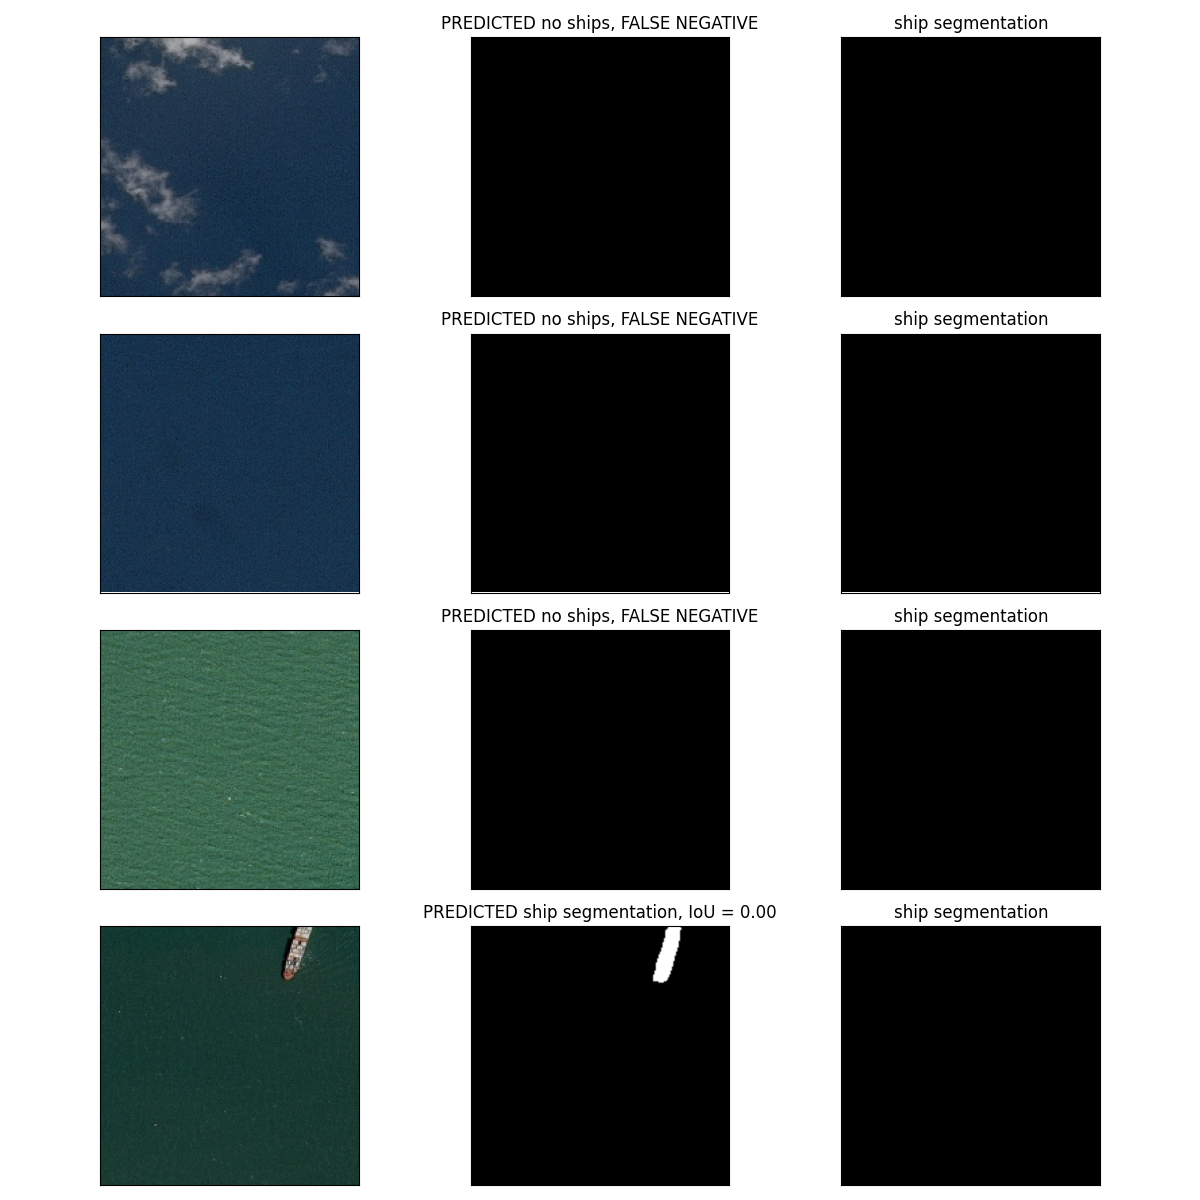 PREDICTED no ships, FALSE NEGATIVE
ship segmentation
PREDICTED no ships, FALSE NEGATIVE
ship segmentation
PREDICTED no ships, FALSE NEGATIVE
ship segmentation
PREDICTED ship segmentation, IoU = 0.00
ship segmentation